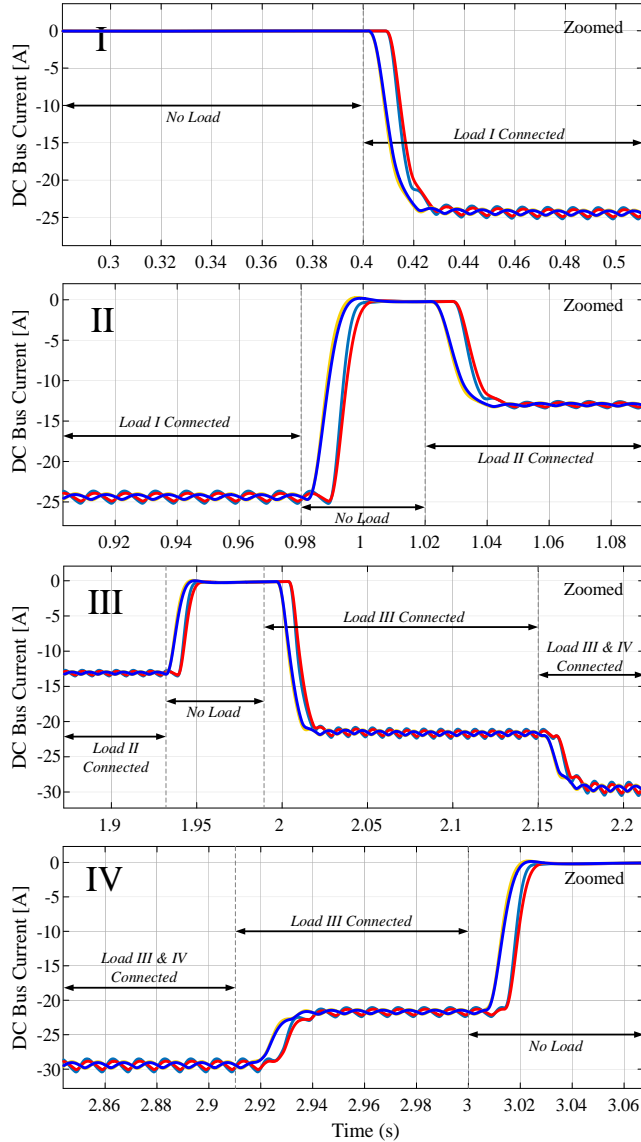 I
Zoomed
0
-5
-10
-15
-20
-25
No Load
Load I Connected
DC Bus Current [A]
0.3 0.32 0.34 0.36 0.38 0.4 0.42 0.44 0.46 0.48 0.5
II
Zoomed
0
-5
-10
-15
-20
-25
Load I Connected
No Load
Load II Connected
DC Bus Current [A]
0.92 0.94 0.96 0.98 1 1.02 1.04 1.06 1.08
III
Zoomed
0
-5
-10
-15
-20
-25
-30
Load III Connected
Load III & IV
Connected
No Load
Load II
Connected
DC Bus Current [A]
1.9 1.95 2 2.05 2.1 2.15 2.2
IV
Zoomed
0
-5
-10
-15
-20
-25
-30
Load III Connected
Load III & IV
Connected
No Load
DC Bus Current [A]
2.86 2.88 2.9 2.92 2.94 2.96 2.98 3 3.02 3.04 3.06
Time (s)